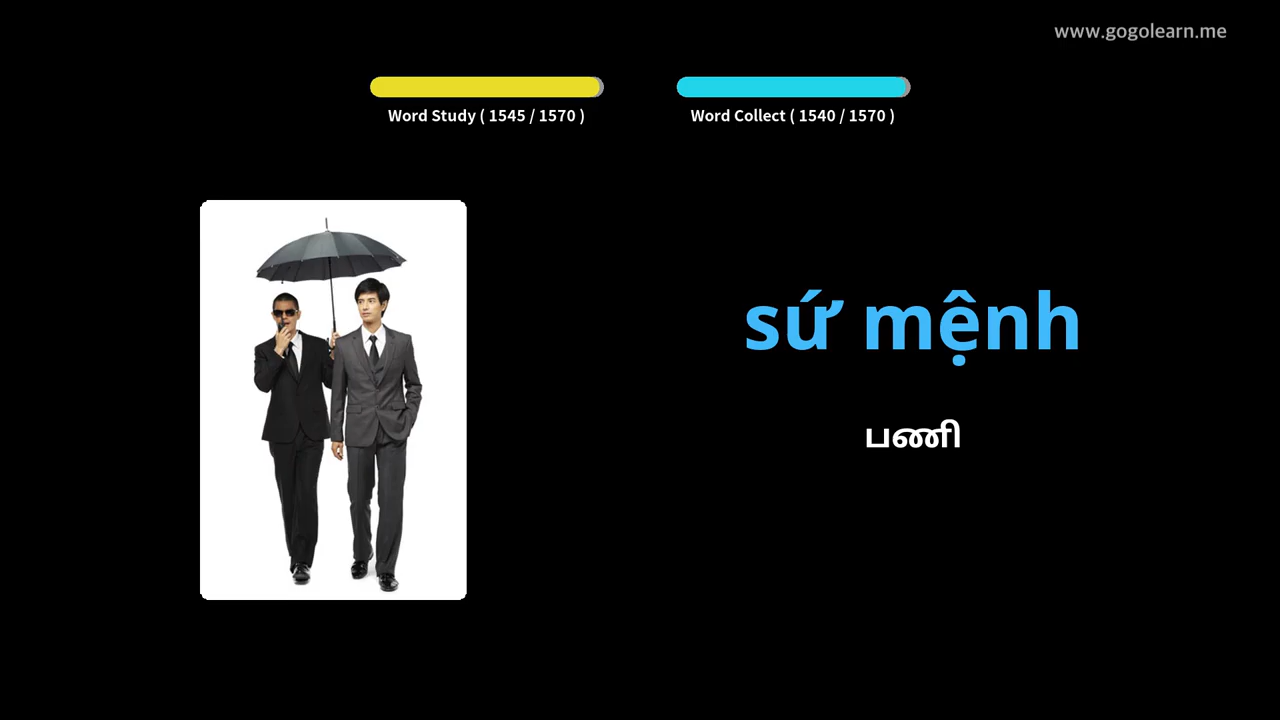 www.gogolearn.me
Word Study ( 1545 / 1570 )
Word Collect ( 1540 / 1570 )
sứ mệnh
பணி